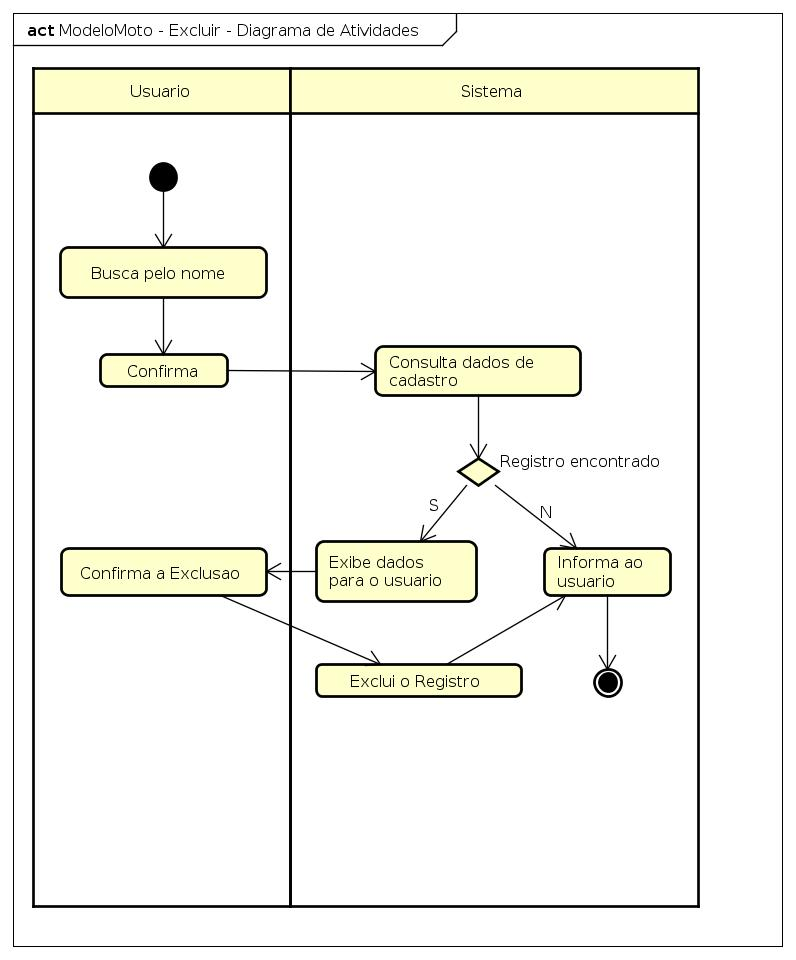 act ModeloMoto - Excluir - Diagrama de Atividades
Usuario
Sistema
Busca pelo nome
Confirma
Consulta dados de
cadastro
Registro encontrado
S
N
Confirma a Exclusao
Exibe dados
para o usuario
Informa ao
usuario
Exclui o Registro